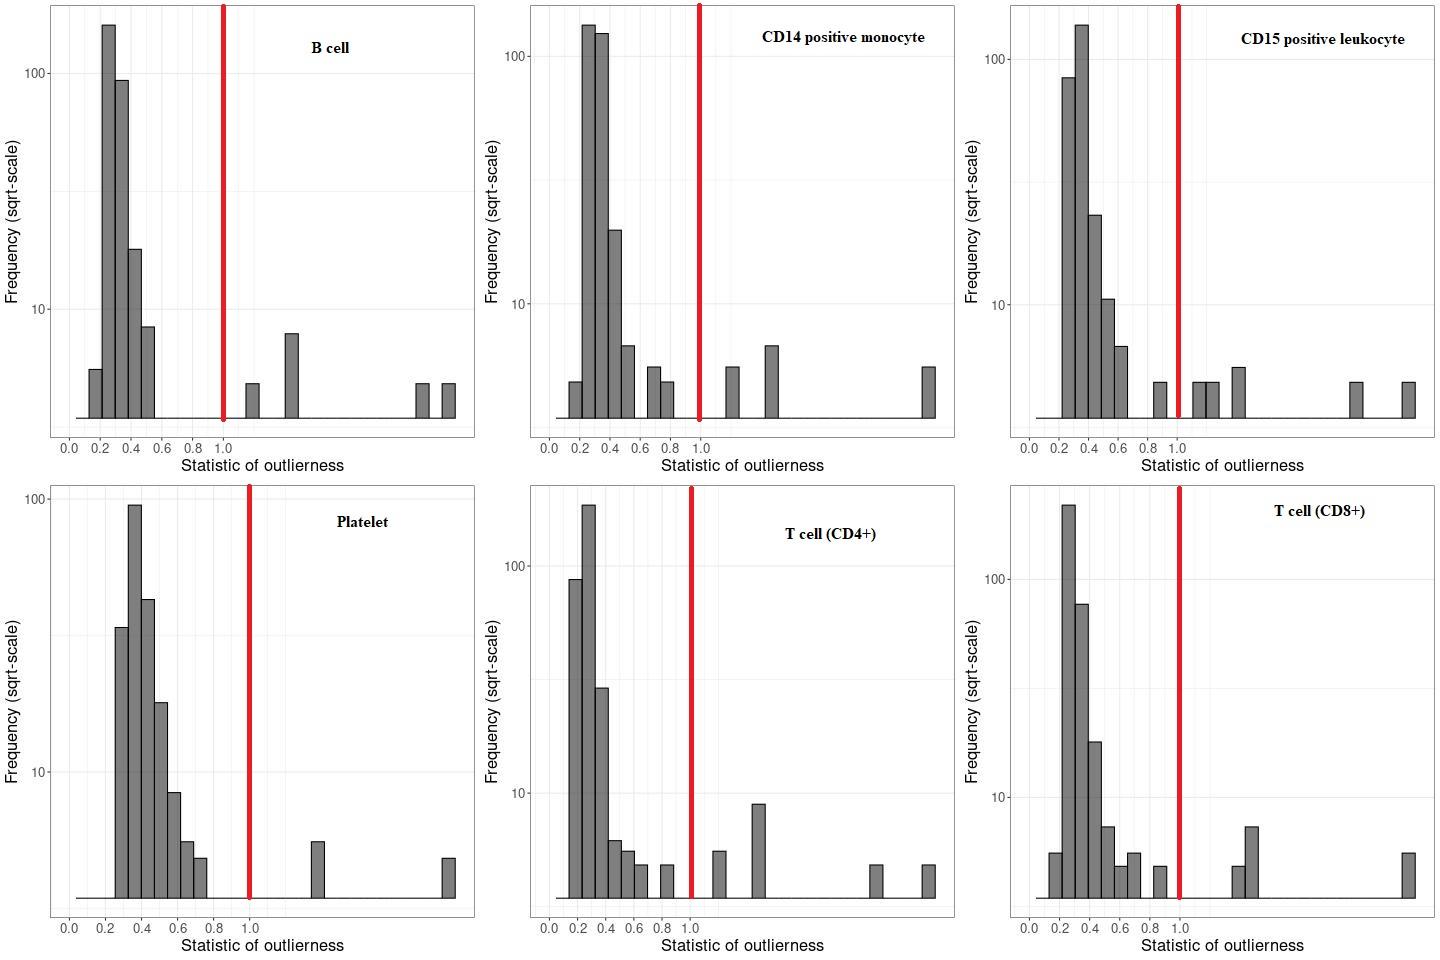 B cell
100
10
Frequency (sqrt-scale)
0.0 0.2 0.4 0.6 0.8 1.0
Statistic of outlierness
CD14 positive monocyte
100
10
Frequency (sqrt-scale)
0.0 0.2 0.4 0.6 0.8 1.0
Statistic of outlierness
CD15 positive leukocyte
100
10
Frequency (sqrt-scale)
0.0 0.2 0.4 0.6 0.8 1.0
Statistic of outlierness
Platelet
100
10
Frequency (sqrt-scale)
0.0 0.2 0.4 0.6 0.8 1.0
Statistic of outlierness
T cell (CD4+)
100
10
Frequency (sqrt-scale)
0.0 0.2 0.4 0.6 0.8 1.0
Statistic of outlierness
T cell (CD8+)
100
10
Frequency (sqrt-scale)
0.0 0.2 0.4 0.6 0.8 1.0
Statistic of outlierness